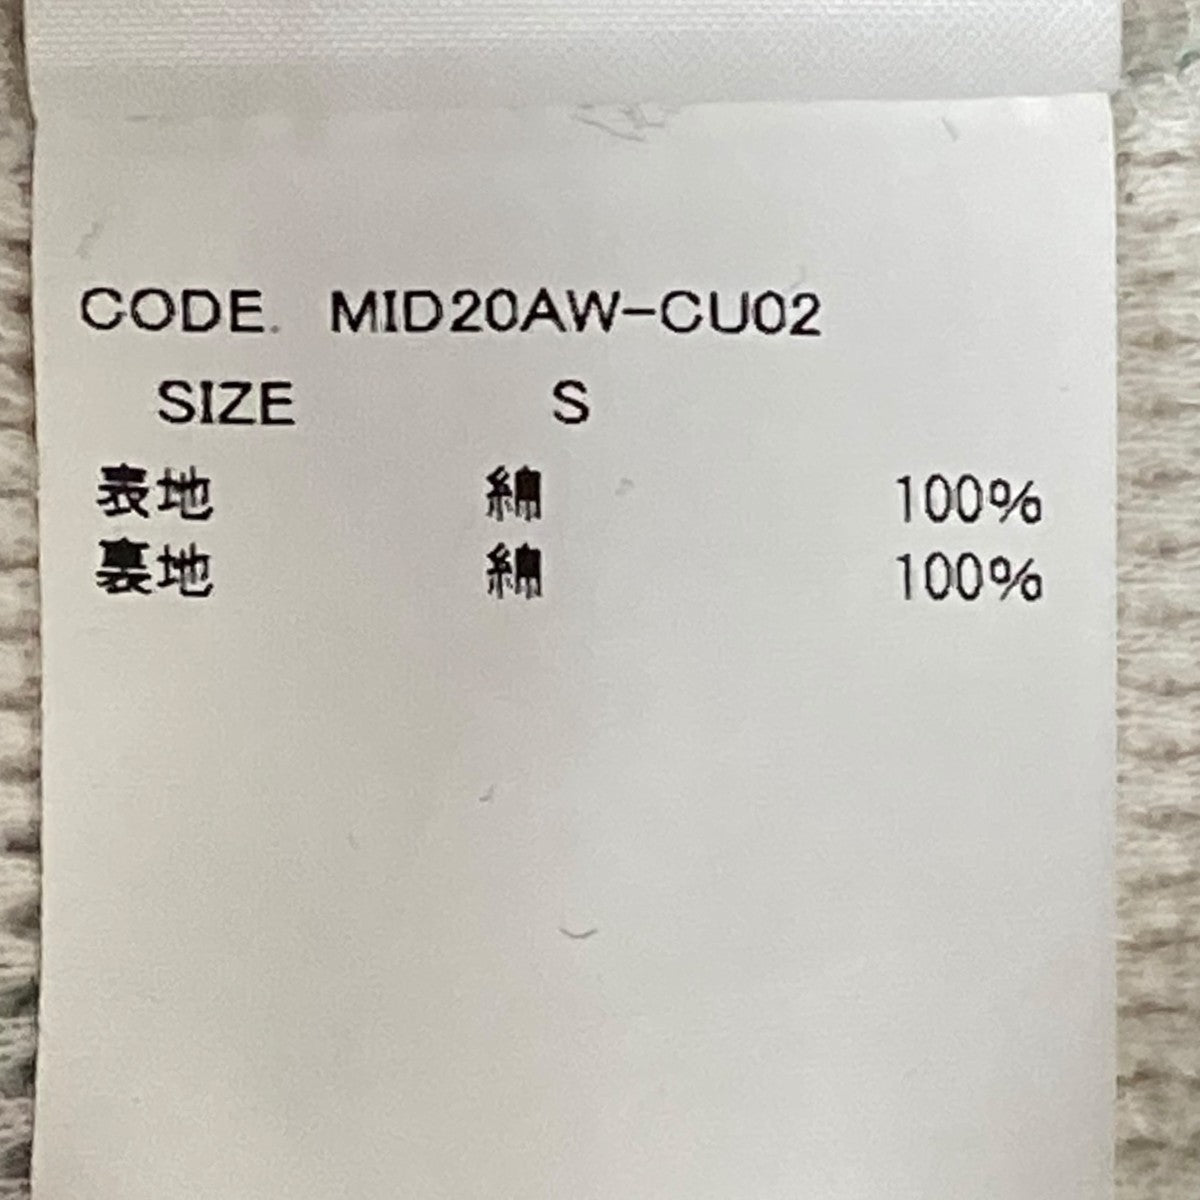 CODE. MID20AW-CU02
SIZE S
表地 綿 100%
裏地 綿 100%